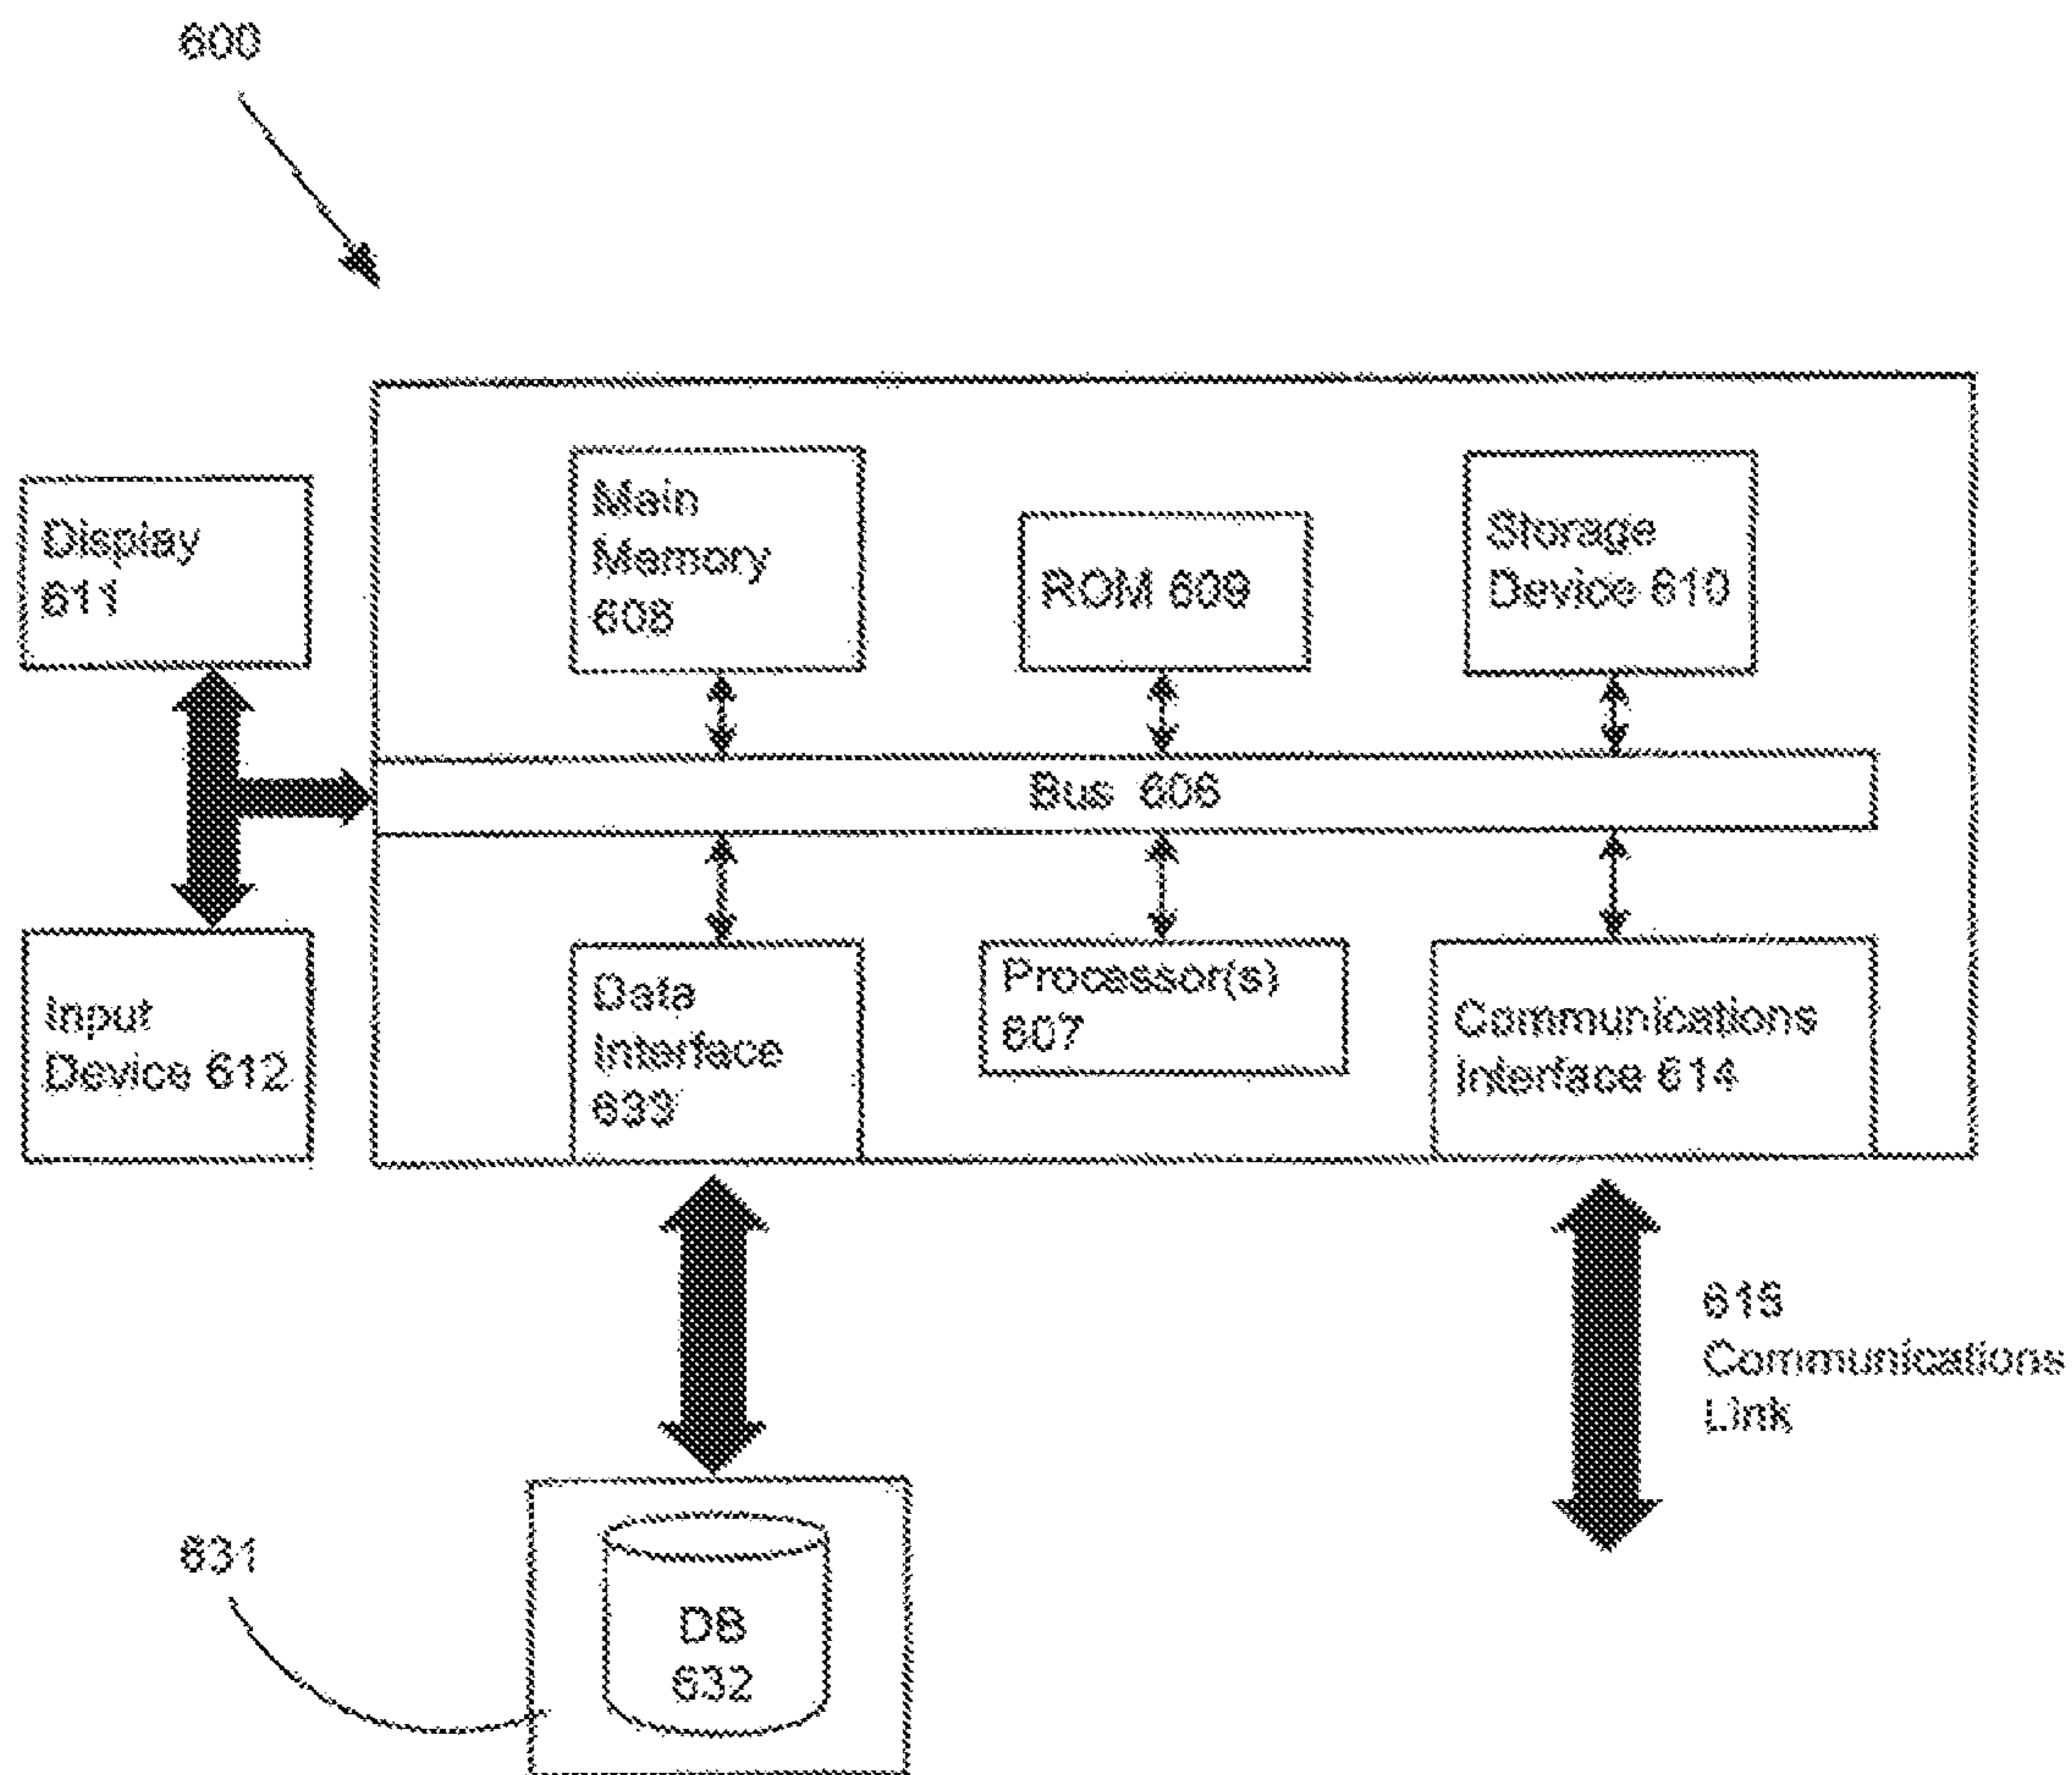 600
Display
611
Main
Memory
608
ROM 609
Storage
Device 610
Bus 606
Input
Device 612
Data
Interface
633
Processor(s)
607
Communications
Interface 614
615
Communications
Link
631
DB
632